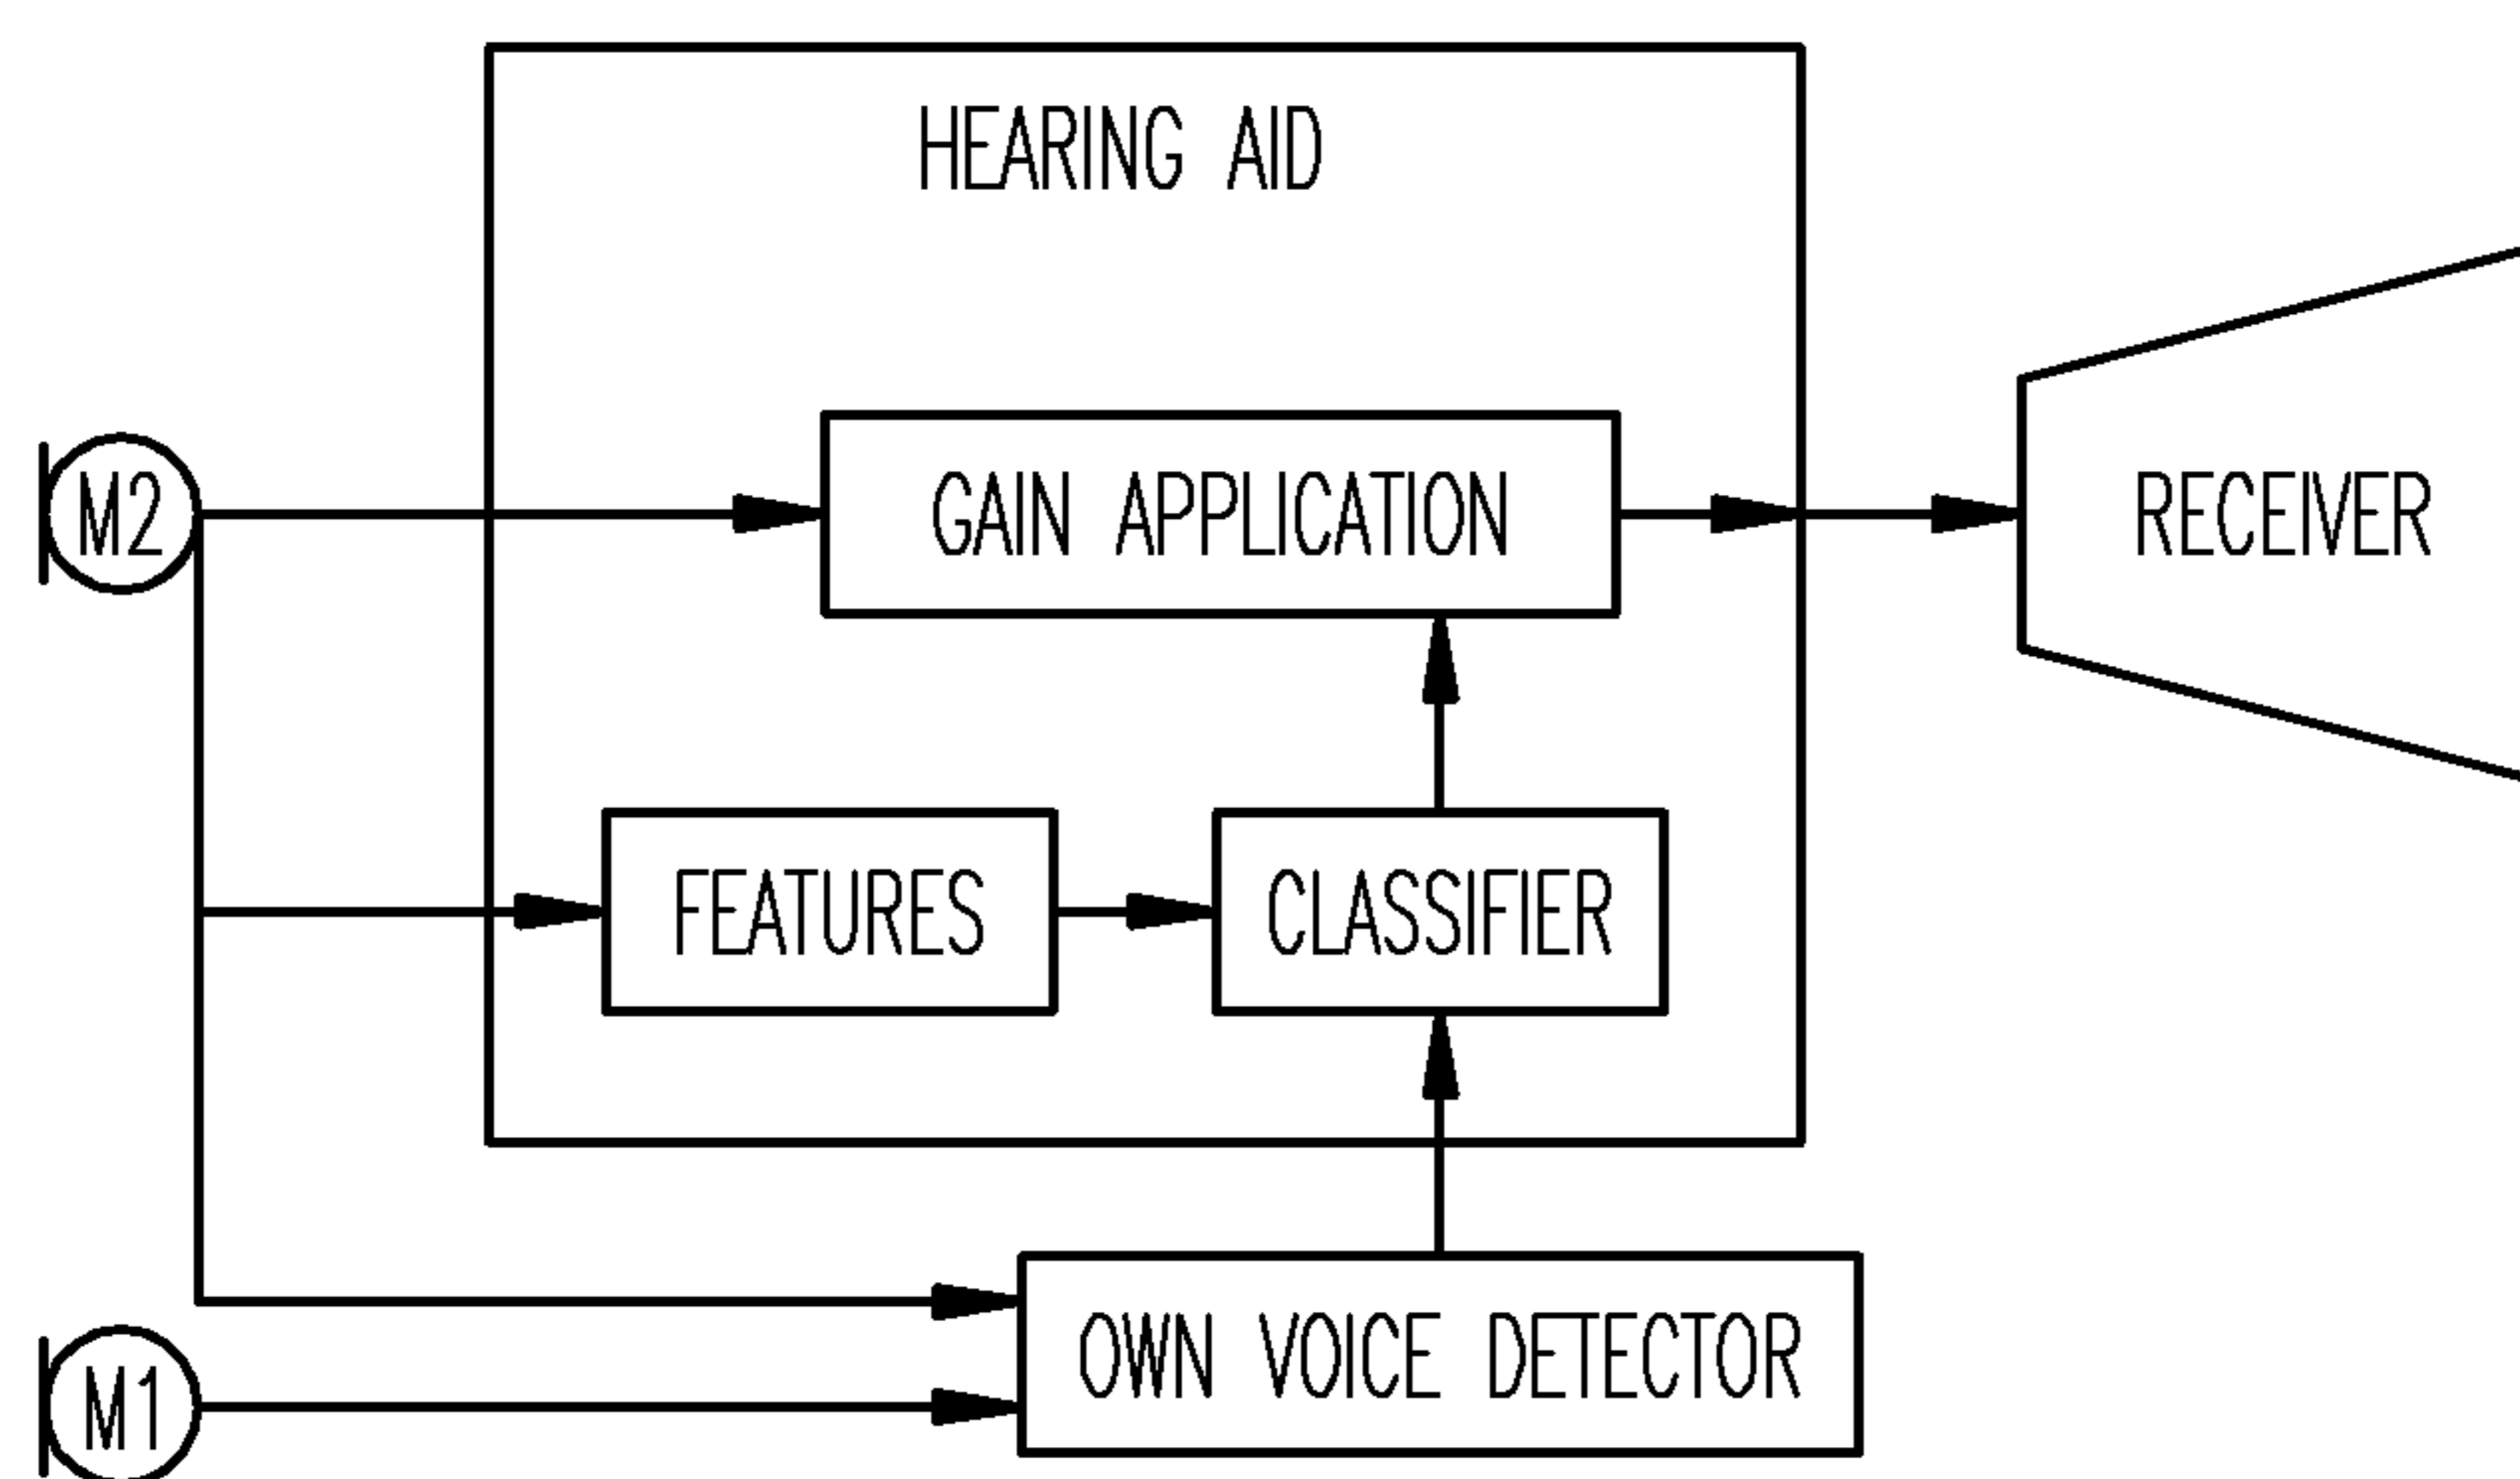 HEARING AID
M2
GAIN APPLICATION
RECEIVER
FEATURES
CLASSIFIER
OWN VOICE DETECTOR
M1